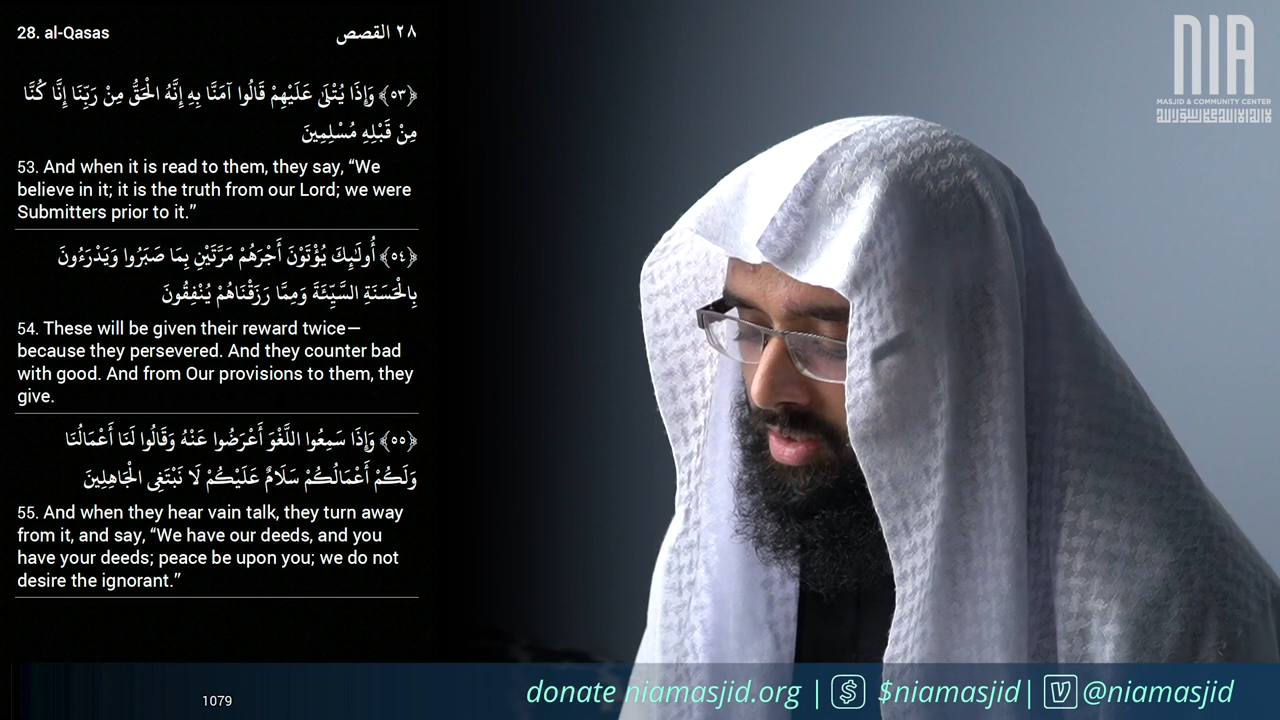 28. al-Qasas
٢٨ القصص
﴿٥٣﴾ وَإِذَا يُتْلَىٰ عَلَيْهِمْ قَالُوا آمَنَّا بِهِ إِنَّهُ الْحَقُّ مِنْ رَبِّنَا إِنَّا كُنَّا
مِنْ قَبْلِهِ مُسْلِمِينَ
53. And when it is read to them, they say, “We
believe in it; it is the truth from our Lord; we were
Submitters prior to it.”
﴿٥٤﴾ أُولَٰئِكَ يُؤْتَوْنَ أَجْرَهُمْ مَرَّتَيْنِ بِمَا صَبَرُوا وَيَدْرَءُونَ
بِالْحَسَنَةِ السَّيِّئَةَ وَمِمَّا رَزَقْنَاهُمْ يُنْفِقُونَ
54. These will be given their reward twice—
because they persevered. And they counter bad
with good. And from Our provisions to them, they
give.
﴿٥٥﴾ وَإِذَا سَمِعُوا اللَّغْوَ أَعْرَضُوا عَنْهُ وَقَالُوا لَنَا أَعْمَالُنَا
وَلَكُمْ أَعْمَالُكُمْ سَلَامٌ عَلَيْكُمْ لَا نَبْتَغِي الْجَاهِلِينَ
55. And when they hear vain talk, they turn away
from it, and say, “We have our deeds, and you
have your deeds; peace be upon you; we do not
desire the ignorant.”
NIA
MASJID & COMMUNITY CENTER
1079
donate niamasjid.org | $ $niamasjid | V @niamasjid